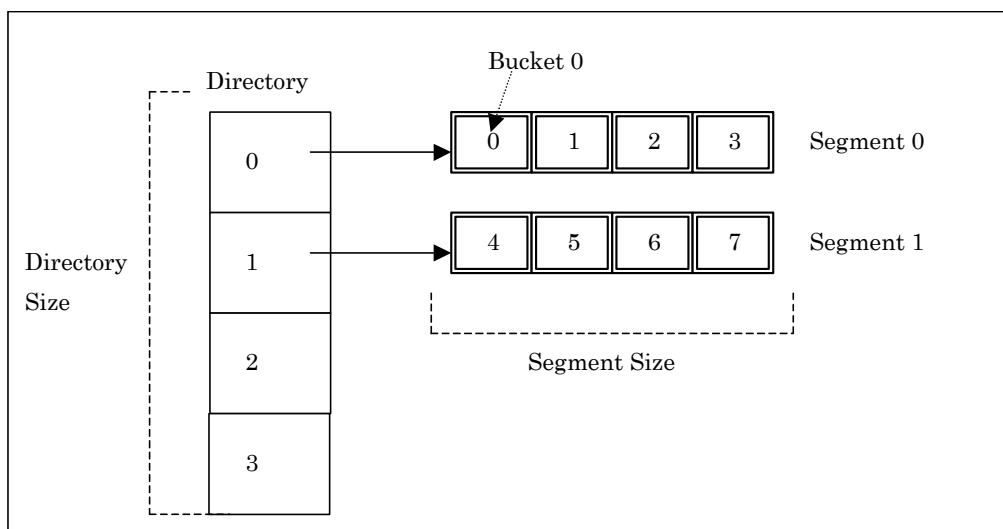 Bucket 0
Directory
0
1
2
3
Segment 0
0
1
2
3
Segment 1
4
5
6
7
Directory
Size
Segment Size